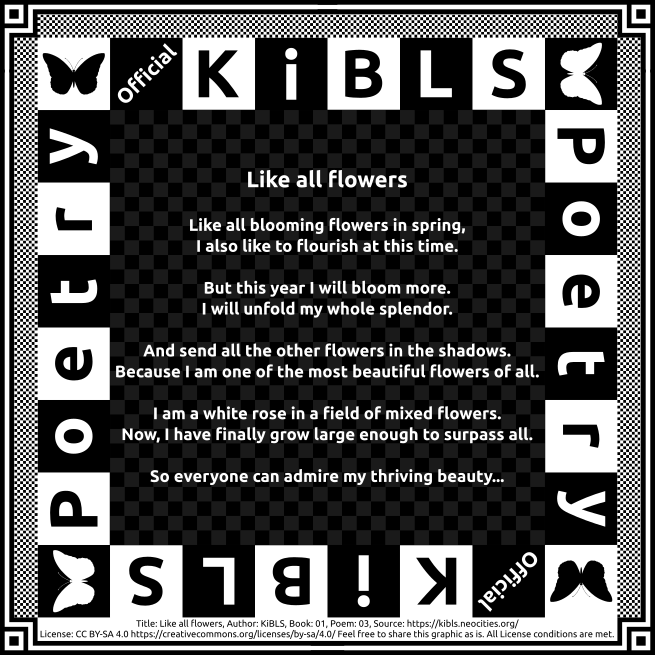 Official KiBLS
Poetry
Poetry
Like all flowers
Like all blooming flowers in spring,
I also like to flourish at this time.
But this year I will bloom more.
I will unfold my whole splendor.
And send all the other flowers in the shadows.
Because I am one of the most beautiful flowers of all.
I am a white rose in a field of mixed flowers.
Now, I have finally grow large enough to surpass all.
So everyone can admire my thriving beauty...
Official KiBLS
Title: Like all flowers, Author: KiBLS, Book: 01, Poem: 03, Source: https://kibls.neocities.org/
License: CC BY-SA 4.0 https://creativecommons.org/licenses/by-sa/4.0/ Feel free to share this graphic as is. All License conditions are met.